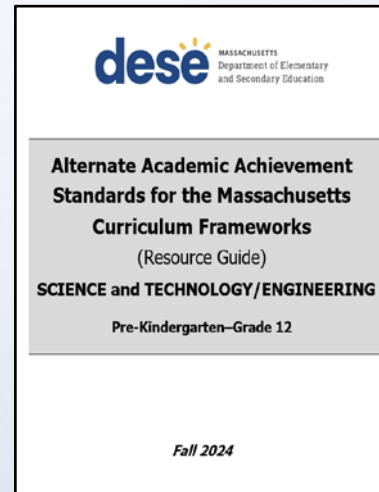 dese
MASSACHUSETTS
Department of Elementary
and Secondary Education
Alternate Academic Achievement
Standards for the Massachusetts
Curriculum Frameworks
(Resource Guide)
SCIENCE and TECHNOLOGY/ENGINEERING
Pre-Kindergarten–Grade 12
Fall 2024